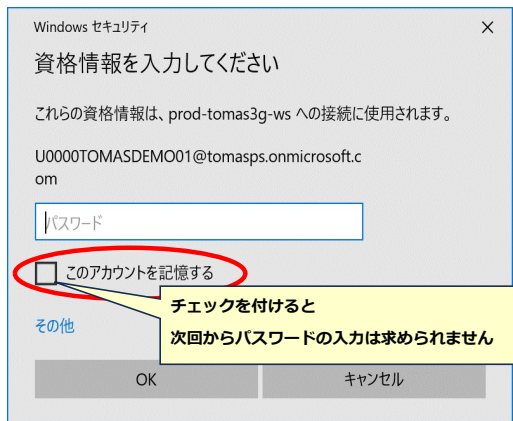 Windows セキュリティ
資格情報を入力してください
これらの資格情報は、prod-tomas3g-ws への接続に使用されます。
U0000TOMASDEMO01@tomasps.onmicrosoft.c
om
パスワード
このアカウントを記憶する
チェックを付けると
次回からパスワードの入力は求められません
その他
OK
キャンセル